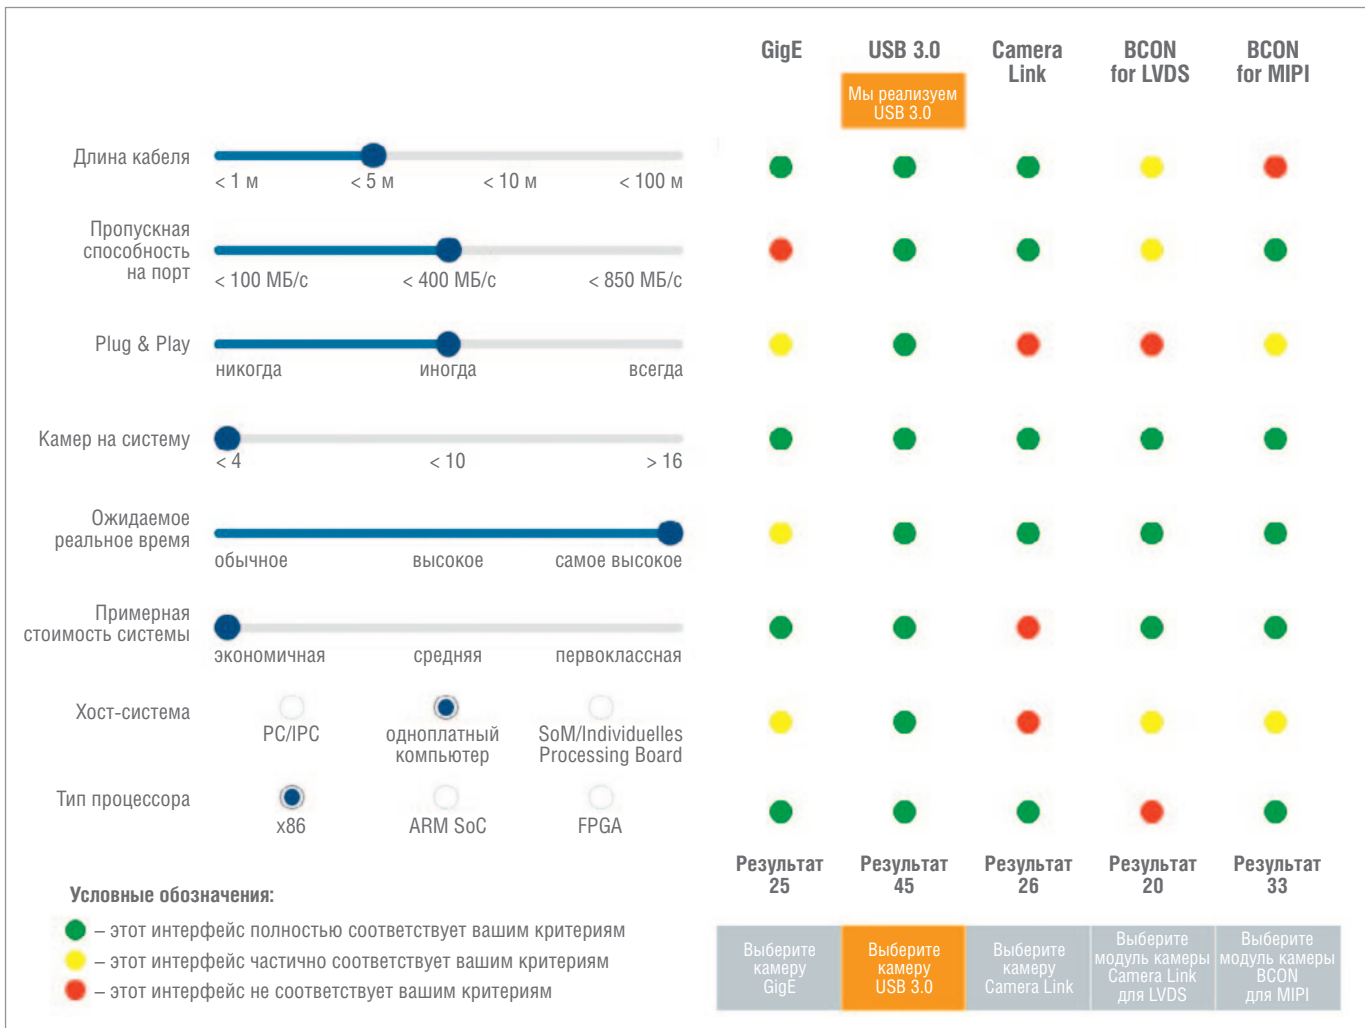 GigE
USB 3.0
Camera
Link
BCON
for LVDS
BCON
for MIPI
Мы реализуем
USB 3.0
Длина кабеля
< 1 м
< 5 м
< 10 м
< 100 м
Пропускная
способность
на порт
< 100 МБ/с
< 400 МБ/с
< 850 МБ/с
Plug & Play
никогда
иногда
всегда
Камер на систему
< 4
< 10
> 16
Ожидаемое
реальное время
обычное
высокое
самое высокое
Примерная
стоимость системы
экономичная
средняя
первоклассная
Хост-система
PC/IPC
одноплатный
компьютер
SoM/Individuelles
Processing Board
Тип процессора
x86
ARM SoC
FPGA
Результат
25
Результат
45
Результат
26
Результат
20
Результат
33
Условные обозначения:
– этот интерфейс полностью соответствует вашим критериям
– этот интерфейс частично соответствует вашим критериям
– этот интерфейс не соответствует вашим критериям
Выберите
камеру
GigE
Выберите
камеру
USB 3.0
Выберите
камеру
Camera Link
Выберите
модуль камеры
Camera Link
для LVDS
Выберите
модуль камеры
BCON
для MIPI